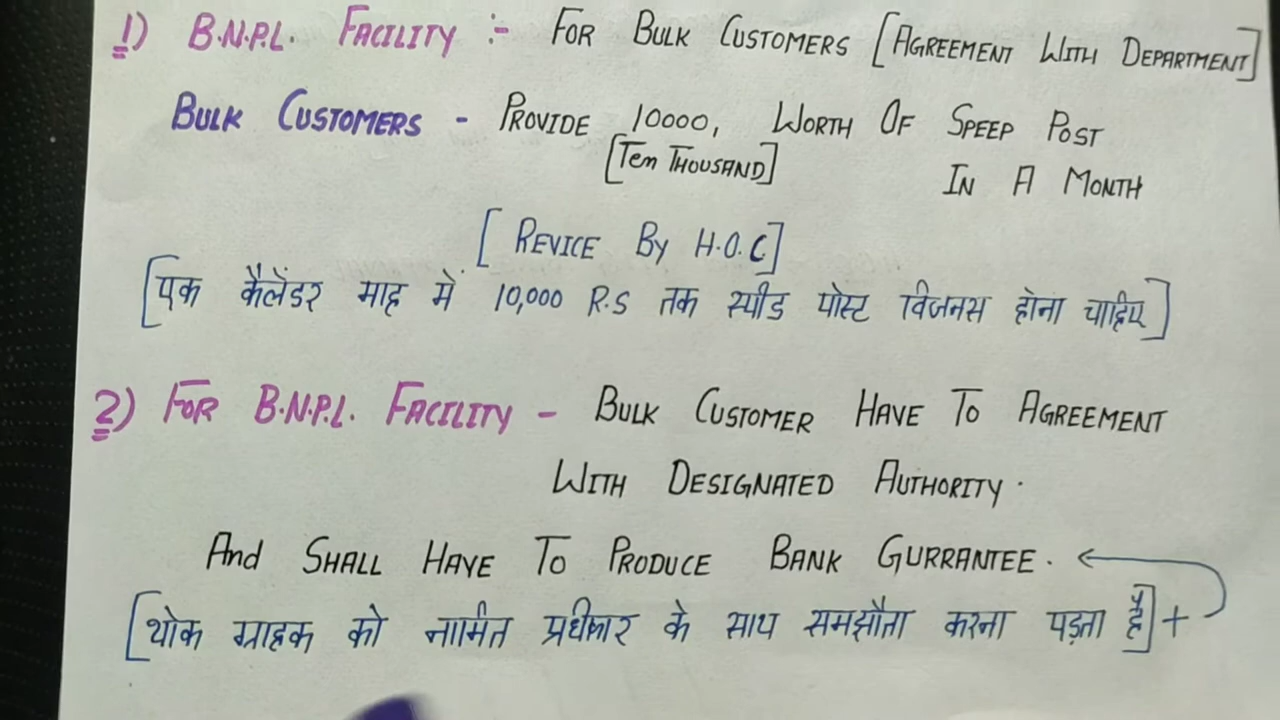 1) B.N.P.L. FACILITY :- FOR BULK CUSTOMERS [AGREEMENT WITH DEPARTMENT]
BULK CUSTOMERS - PROVIDE 10000, WORTH OF SPEEP POST
[Ten THOUSAND] IN A MONTH
[REVICE BY H.O.C]
[एक कैलेंडर माह में 10,000 R.S तक स्पीड पोस्ट विजनस होना चाहिए]
2) FOR B.N.P.L. FACILITY - BULK CUSTOMER HAVE TO AGREEMENT
WITH DESIGNATED AUTHORITY.
And SHALL HAVE TO PRODUCE BANK GURRANTEE.
[थोक ग्राहक को नामित प्रधीकार के साथ समझौता करना पड़ता है] +